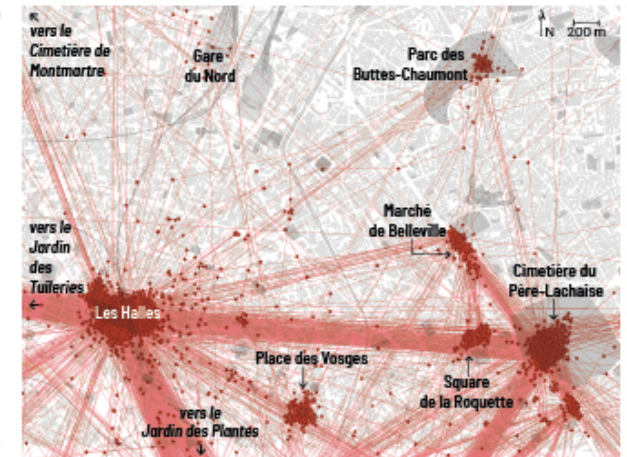 vers le
Cimetière de
Montmartre
Gare
du Nord
Parc des
Buttes-Chaumont
N 200 m
vers le
Jardin
des
Tuileries
Marché
de Belleville
Cimetière du
Père-Lachaise
Les Halles
Place des Vosges
Square
de la Roquette
vers le
Jardin des Plantes